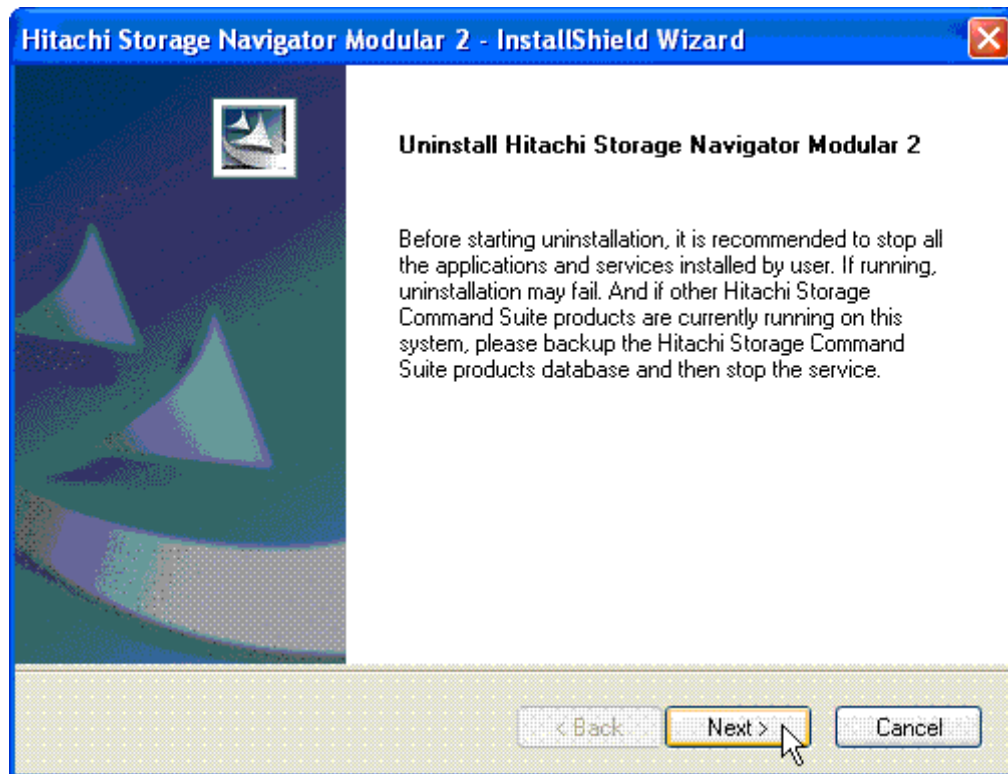 Hitachi Storage Navigator Modular 2 - InstallShield Wizard
Uninstall Hitachi Storage Navigator Modular 2
Before starting uninstallation, it is recommended to stop all
the applications and services installed by user. If running,
uninstallation may fail. And if other Hitachi Storage
Command Suite products are currently running on this
system, please backup the Hitachi Storage Command
Suite products database and then stop the service.
< Back
Next >
Cancel